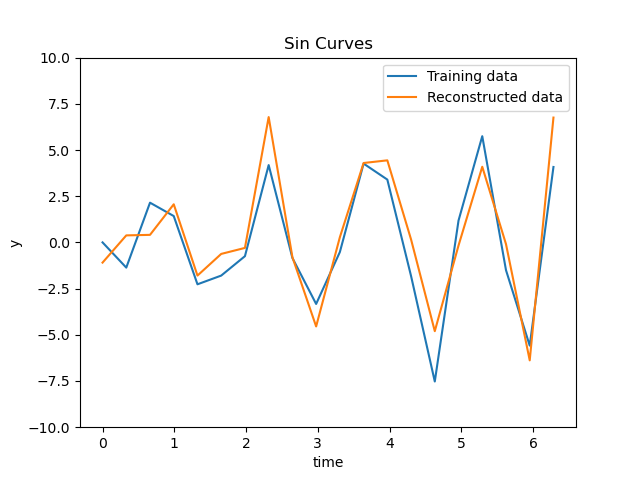 Sin Curves
Training data
Reconstructed data
10.0
7.5
5.0
2.5
0.0
−2.5
−5.0
−7.5
−10.0
y
0 1 2 3 4 5 6
time